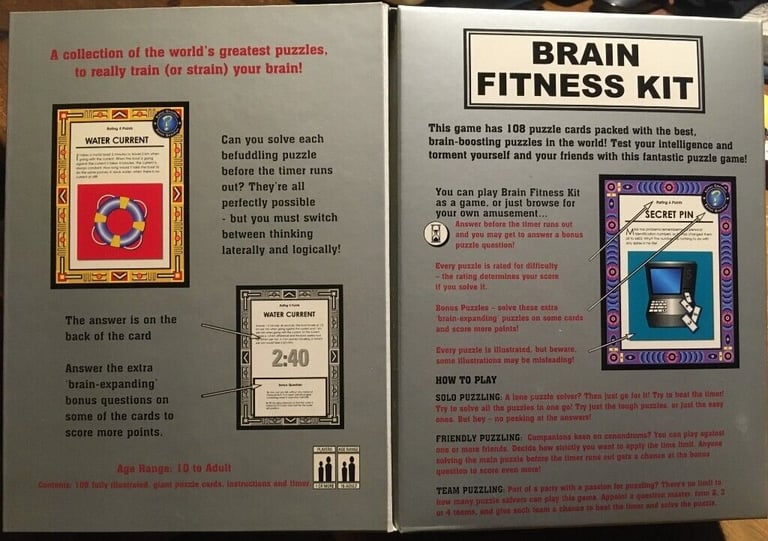 A collection of the world's greatest puzzles,
to really train (or strain) your brain!
Rating 4 Points
WATER CURRENT
Can you solve each
befuddling puzzle
before the timer runs
out? They're all
perfectly possible
- but you must switch
between thinking
laterally and logically!
The answer is on the
back of the card
Answer the extra
'brain-expanding'
bonus questions on
some of the cards to
score more points.
Rating 4 Points
WATER CURRENT
2:40
Bonus Question
Age Range: 10 to Adult
Contents: 108 fully illustrated, giant puzzle cards, instructions and timer.
PLAYERS
1 OR MORE
AGE RANGE
10-ADULT
BRAIN
FITNESS KIT
This game has 108 puzzle cards packed with the best,
brain-boosting puzzles in the world! Test your intelligence and
torment yourself and your friends with this fantastic puzzle game!
You can play Brain Fitness Kit
as a game, or just browse for
your own amusement...
Answer before the timer runs out
and you may get to answer a bonus
puzzle question!
Every puzzle is rated for difficulty
– the rating determines your score
if you solve it.
Bonus Puzzles – solve these extra
'brain-expanding' puzzles on some cards
and score more points!
Every puzzle is illustrated, but beware,
some illustrations may be misleading!
Rating 6 Points
SECRET PIN
HOW TO PLAY
SOLO PUZZLING: A lone puzzle solver? Then just go for it! Try to beat the timer!
Try to solve all the puzzles in one go! Try just the tough puzzles, or just the easy
ones. But hey - no peeking at the answers!
FRIENDLY PUZZLING: Companions keen on conundrums? You can play against
one or more friends. Decide how strictly you want to apply the time limit. Anyone
solving the main puzzle before the timer runs out gets a chance at the bonus
question to score even more!
TEAM PUZZLING: Part of a party with a passion for puzzling? There's no limit to
how many puzzle solvers can play this game. Appoint a question master, form 2, 3
or 4 teams, and give each team a chance to beat the timer and solve the puzzle.